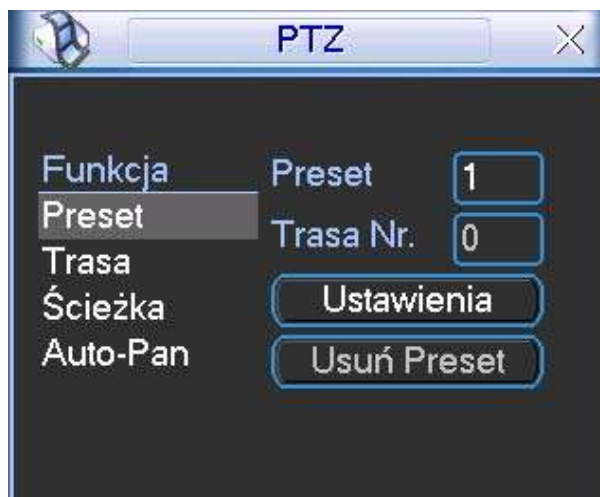 PTZ
Funkcja
Preset
Trasa
Ścieżka
Auto-Pan
Preset 1
Trasa Nr. 0
Ustawienia
Usuń Preset